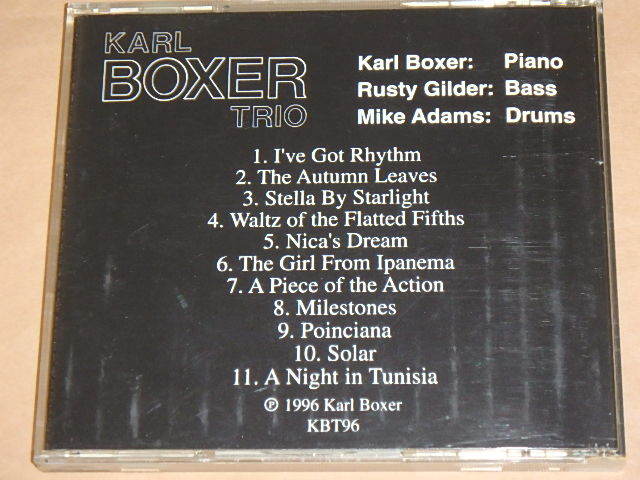 KARL
BOXER
TRIO
Karl Boxer: Piano
Rusty Gilder: Bass
Mike Adams: Drums
1. I've Got Rhythm
2. The Autumn Leaves
3. Stella By Starlight
4. Waltz of the Flatted Fifths
5. Nica's Dream
6. The Girl From Ipanema
7. A Piece of the Action
8. Milestones
9. Poinciana
10. Solar
11. A Night in Tunisia
℗ 1996 Karl Boxer
KBT96